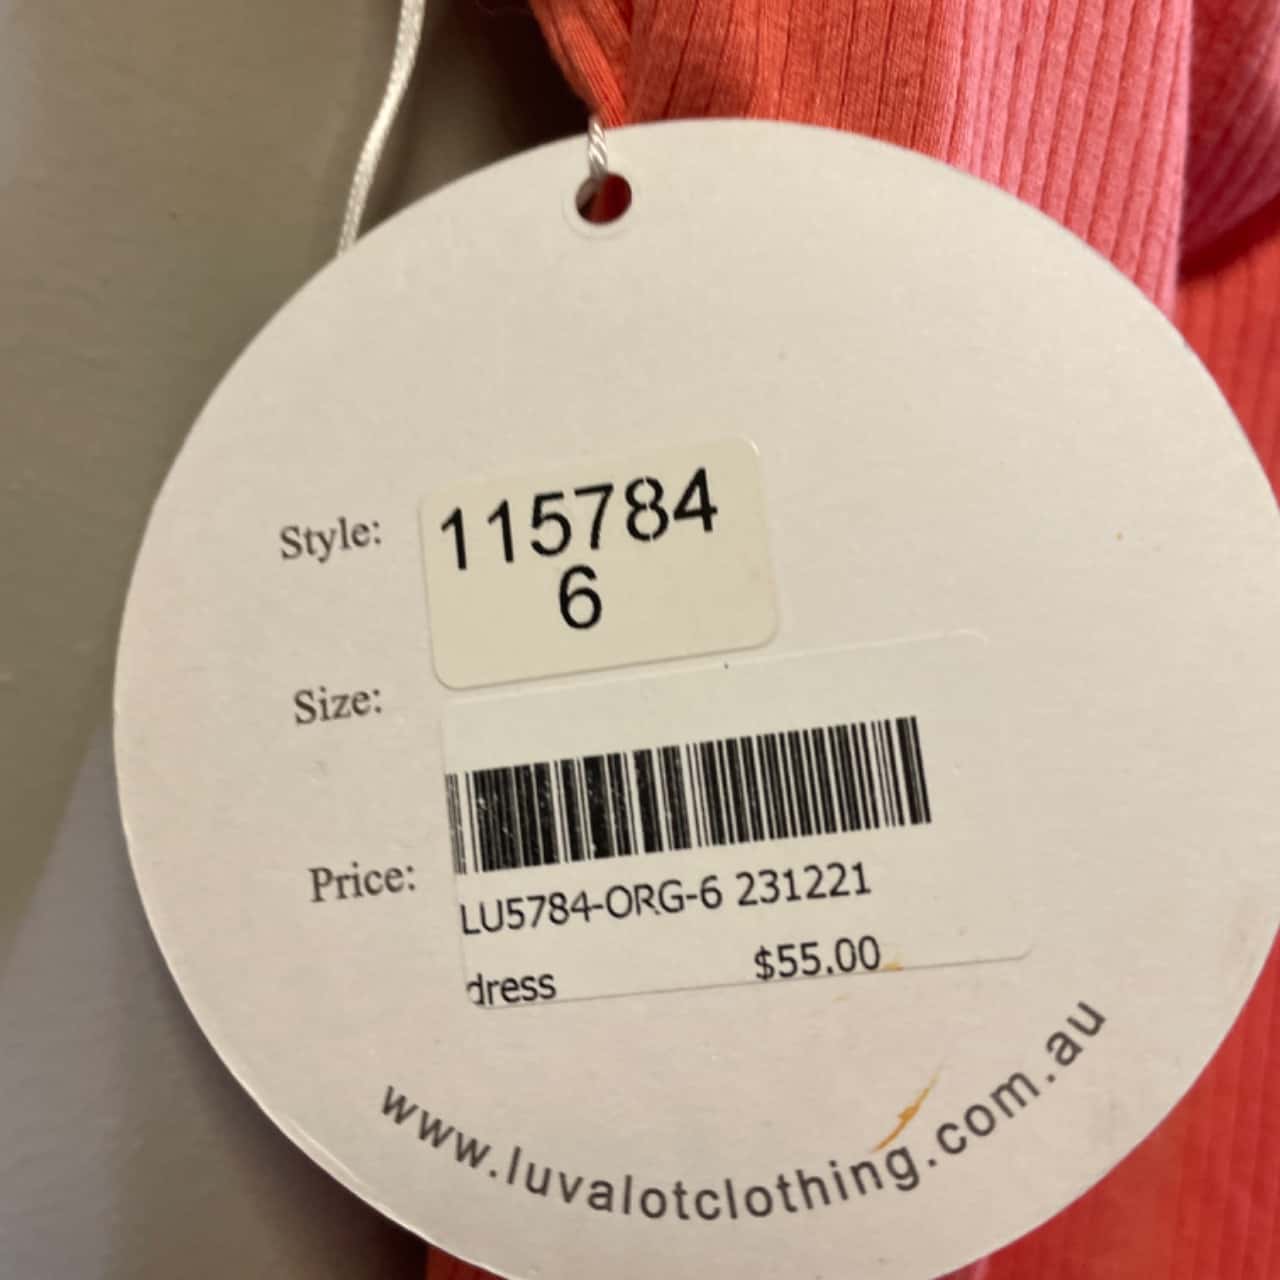 Style: 115784
6
Size:
Price:
LU5784-ORG-6 231221
dress $55.00
www.luvalotclothing.com.au